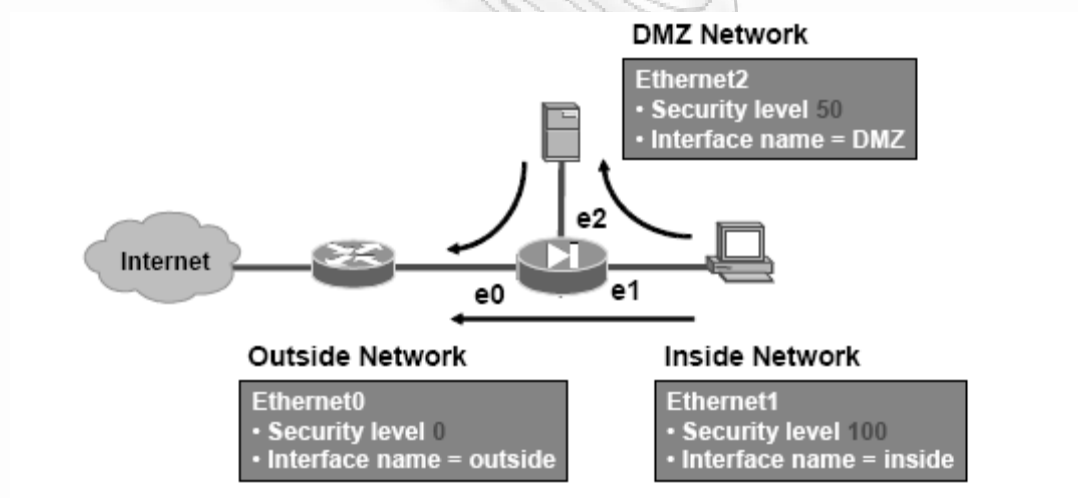 DMZ Network
Ethernet2
• Security level 50
• Interface name = DMZ
e2
Internet
e0
e1
Outside Network
Inside Network
Ethernet0
• Security level 0
• Interface name = outside
Ethernet1
• Security level 100
• Interface name = inside